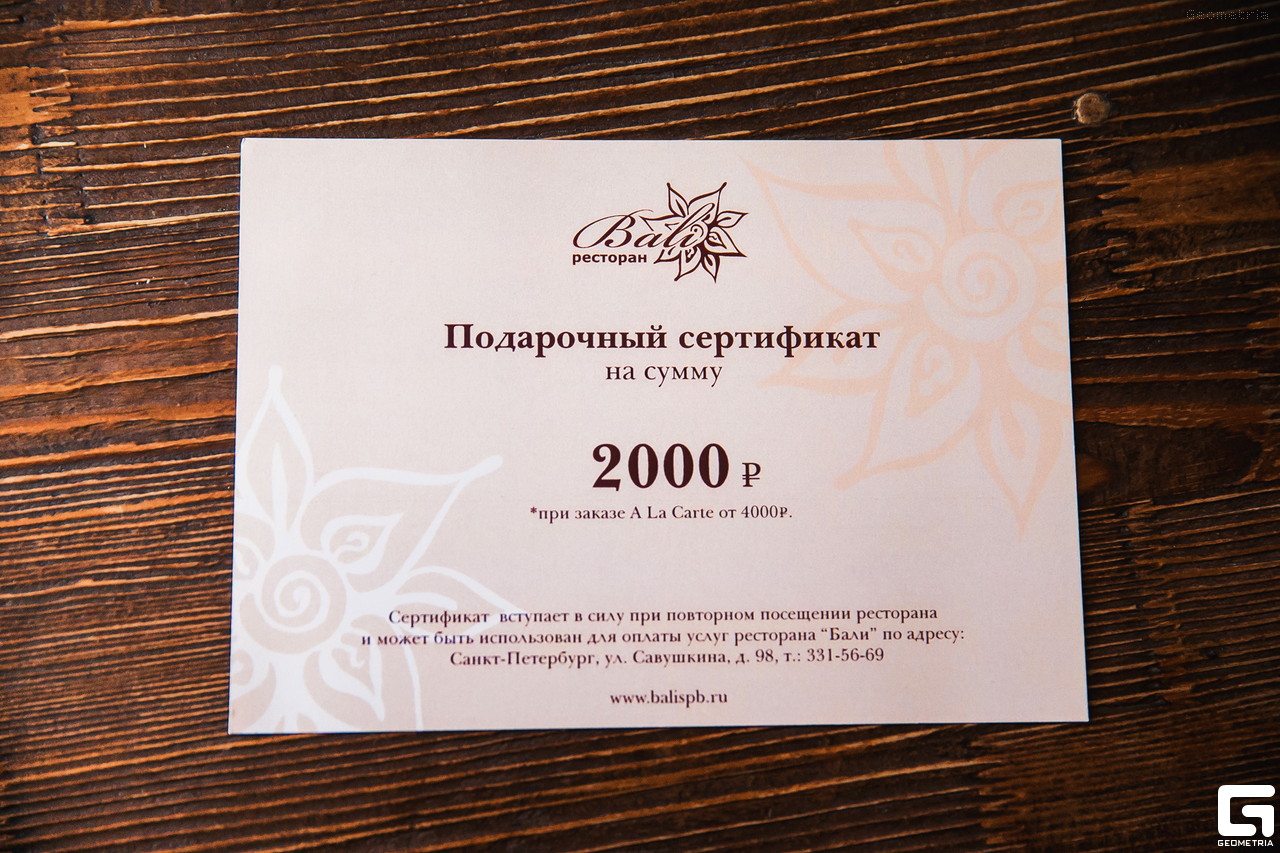 Geometria
Bali
ресторан
Подарочный сертификат
на сумму
2000 ₽
*при заказе A La Carte от 4000₽.
Сертификат вступает в силу при повторном посещении ресторана
и может быть использован для оплаты услуг ресторана “Бали” по адресу:
Санкт-Петербург, ул. Савушкина, д. 98, т.: 331-56-69
www.balispb.ru
GEOMETRIA